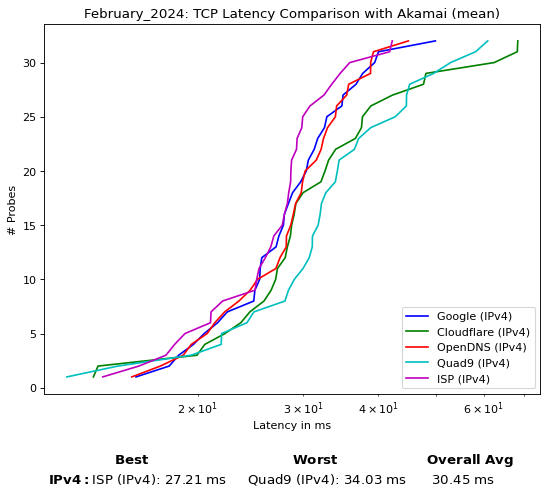 February_2024: TCP Latency Comparison with Akamai (mean)
# Probes
30
25
20
15
10
5
0
Google (IPv4)
Cloudflare (IPv4)
OpenDNS (IPv4)
Quad9 (IPv4)
ISP (IPv4)
2 × 10¹ 3 × 10¹ 4 × 10¹ 6 × 10¹
Latency in ms
Best Worst Overall Avg
IPv4: ISP (IPv4): 27.21 ms Quad9 (IPv4): 34.03 ms 30.45 ms